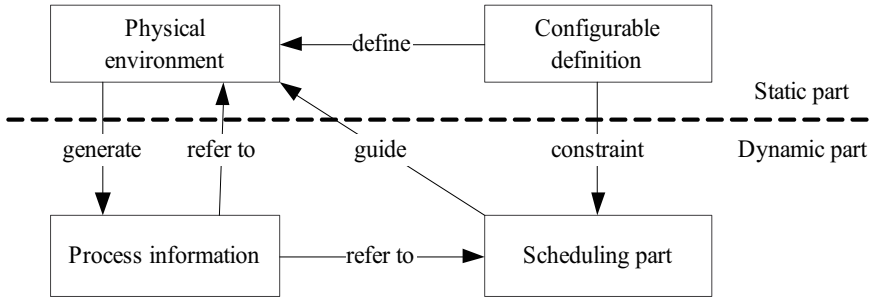 Physical
environment
define
Configurable
definition
Static part
generate
refer to
guide
constraint
Dynamic part
Process information
refer to
Scheduling part